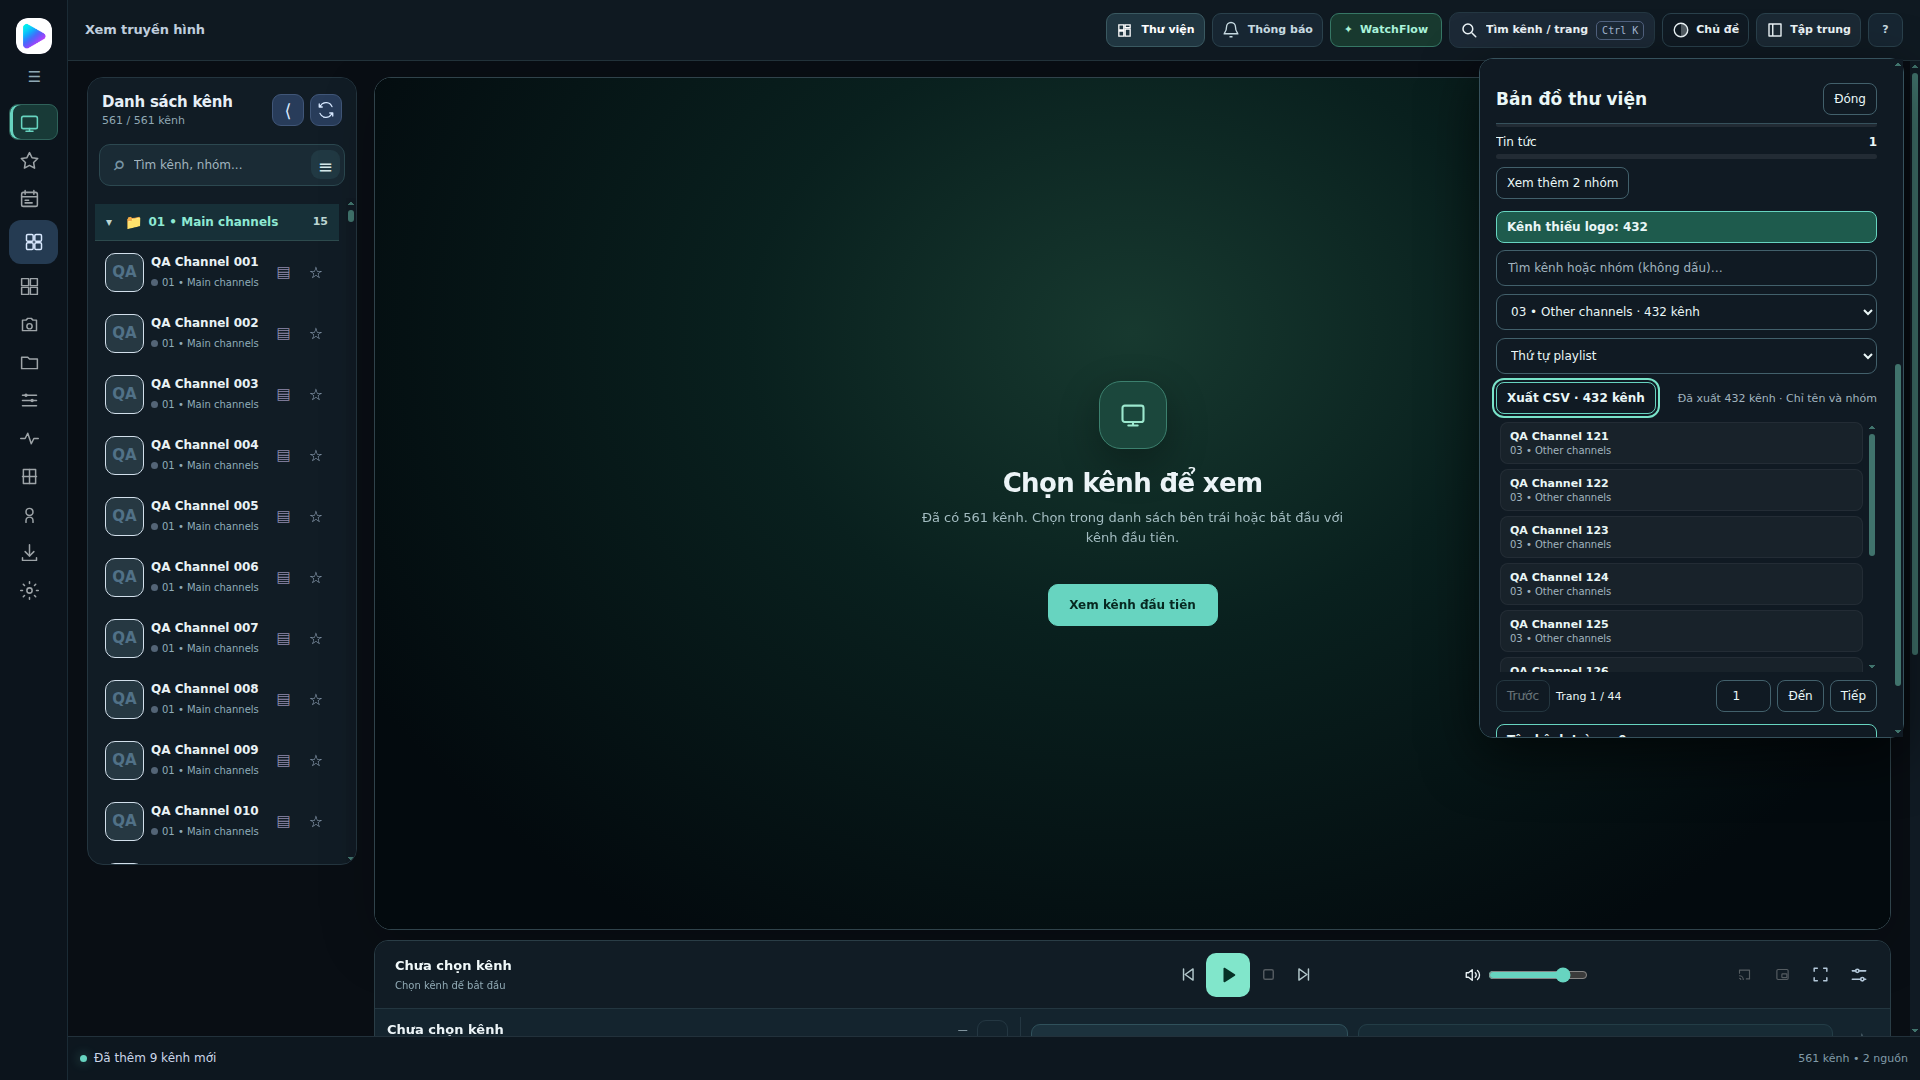 Xem truyền hình
Thư viện
Thông báo
✦ WatchFlow
Tìm kênh / trang Ctrl K
Chủ đề
Tập trung
?
Danh sách kênh
561 / 561 kênh
Tìm kênh, nhóm...
01 • Main channels 15
QA QA Channel 001
01 • Main channels
QA QA Channel 002
01 • Main channels
QA QA Channel 003
01 • Main channels
QA QA Channel 004
01 • Main channels
QA QA Channel 005
01 • Main channels
QA QA Channel 006
01 • Main channels
QA QA Channel 007
01 • Main channels
QA QA Channel 008
01 • Main channels
QA QA Channel 009
01 • Main channels
QA QA Channel 010
01 • Main channels
Chọn kênh để xem
Đã có 561 kênh. Chọn trong danh sách bên trái hoặc bắt đầu với
kênh đầu tiên.
Xem kênh đầu tiên
Bản đồ thư viện
Đóng
Tin tức 1
Xem thêm 2 nhóm
Kênh thiếu logo: 432
Tìm kênh hoặc nhóm (không dấu)...
03 • Other channels · 432 kênh
Thứ tự playlist
Xuất CSV · 432 kênh
Đã xuất 432 kênh · Chỉ tên và nhóm
QA Channel 121
03 • Other channels
QA Channel 122
03 • Other channels
QA Channel 123
03 • Other channels
QA Channel 124
03 • Other channels
QA Channel 125
03 • Other channels
QA Channel 126
Trước Trang 1 / 44 1 Đến Tiếp
Chưa chọn kênh
Chọn kênh để bắt đầu
Chưa chọn kênh
Đã thêm 9 kênh mới
561 kênh • 2 nguồn